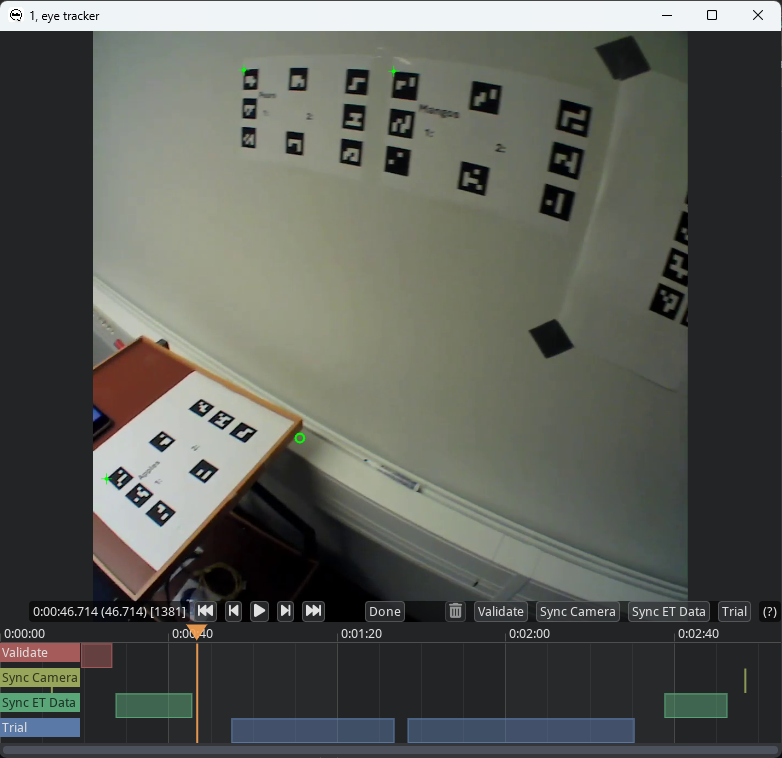 1, eye tracker
Pears
1:
2:
Mangos
1:
2:
2:
Apples
1:
0:00:46.714 (46.714) [1381]
Done
Validate
Sync Camera
Sync ET Data
Trial
(?)
0:00:00
0:00:40
0:01:20
0:02:00
0:02:40
Validate
Sync Camera
Sync ET Data
Trial